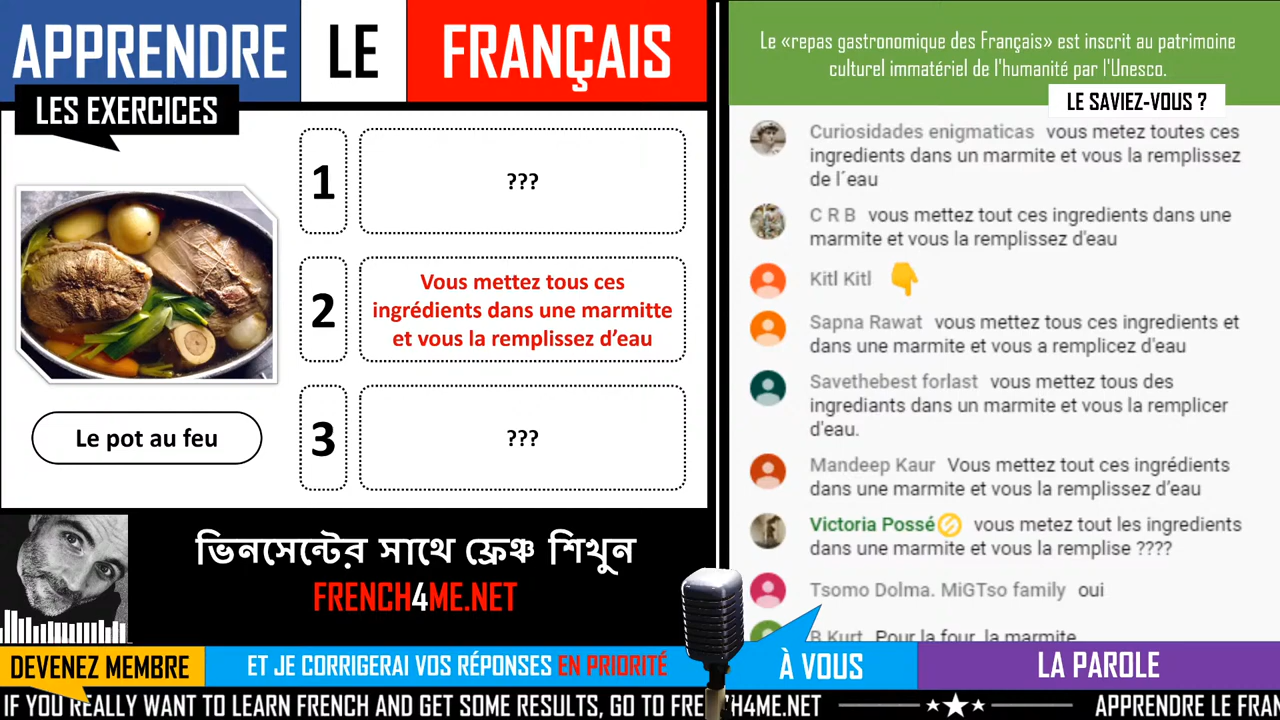 APPRENDRE LE FRANÇAIS
LES EXERCICES
1
???
2
Vous mettez tous ces
ingrédients dans une marmitte
et vous la remplissez d’eau
3
???
Le pot au feu
ভিনসেন্টের সাথে ফ্রেঞ্চ শিখুন
FRENCH4ME.NET
DEVENEZ MEMBRE
ET JE CORRIGERAI VOS RÉPONSES EN PRIORITÉ
Le «repas gastronomique des Français» est inscrit au patrimoine
culturel immatériel de l'humanité par l'Unesco.
LE SAVIEZ-VOUS ?
Curiosidades enigmaticas vous metez toutes ces
ingredients dans un marmite et vous la remplissez
de l´eau
C R B vous mettez tout ces ingredients dans une
marmite et vous la remplissez d'eau
Kitl Kitl
Sapna Rawat vous mettez tous ces ingredients et
dans une marmite et vous a remplicez d'eau
Savethebest forlast vous mettez tous des
ingrediants dans un marmite et vous la remplicer
d'eau.
Mandeep Kaur Vous mettez tout ces ingrédients
dans une marmite et vous la remplissez d’eau
Victoria Possé vous metez tout les ingredients
dans une marmite et vous la remplise ????
Tsomo Dolma. MiGTso family oui
B Kurt Pour la four, la marmite
À VOUS
LA PAROLE
IF YOU REALLY WANT TO LEARN FRENCH AND GET SOME RESULTS, GO TO FRENCH4ME.NET
APPRENDRE LE FRAN